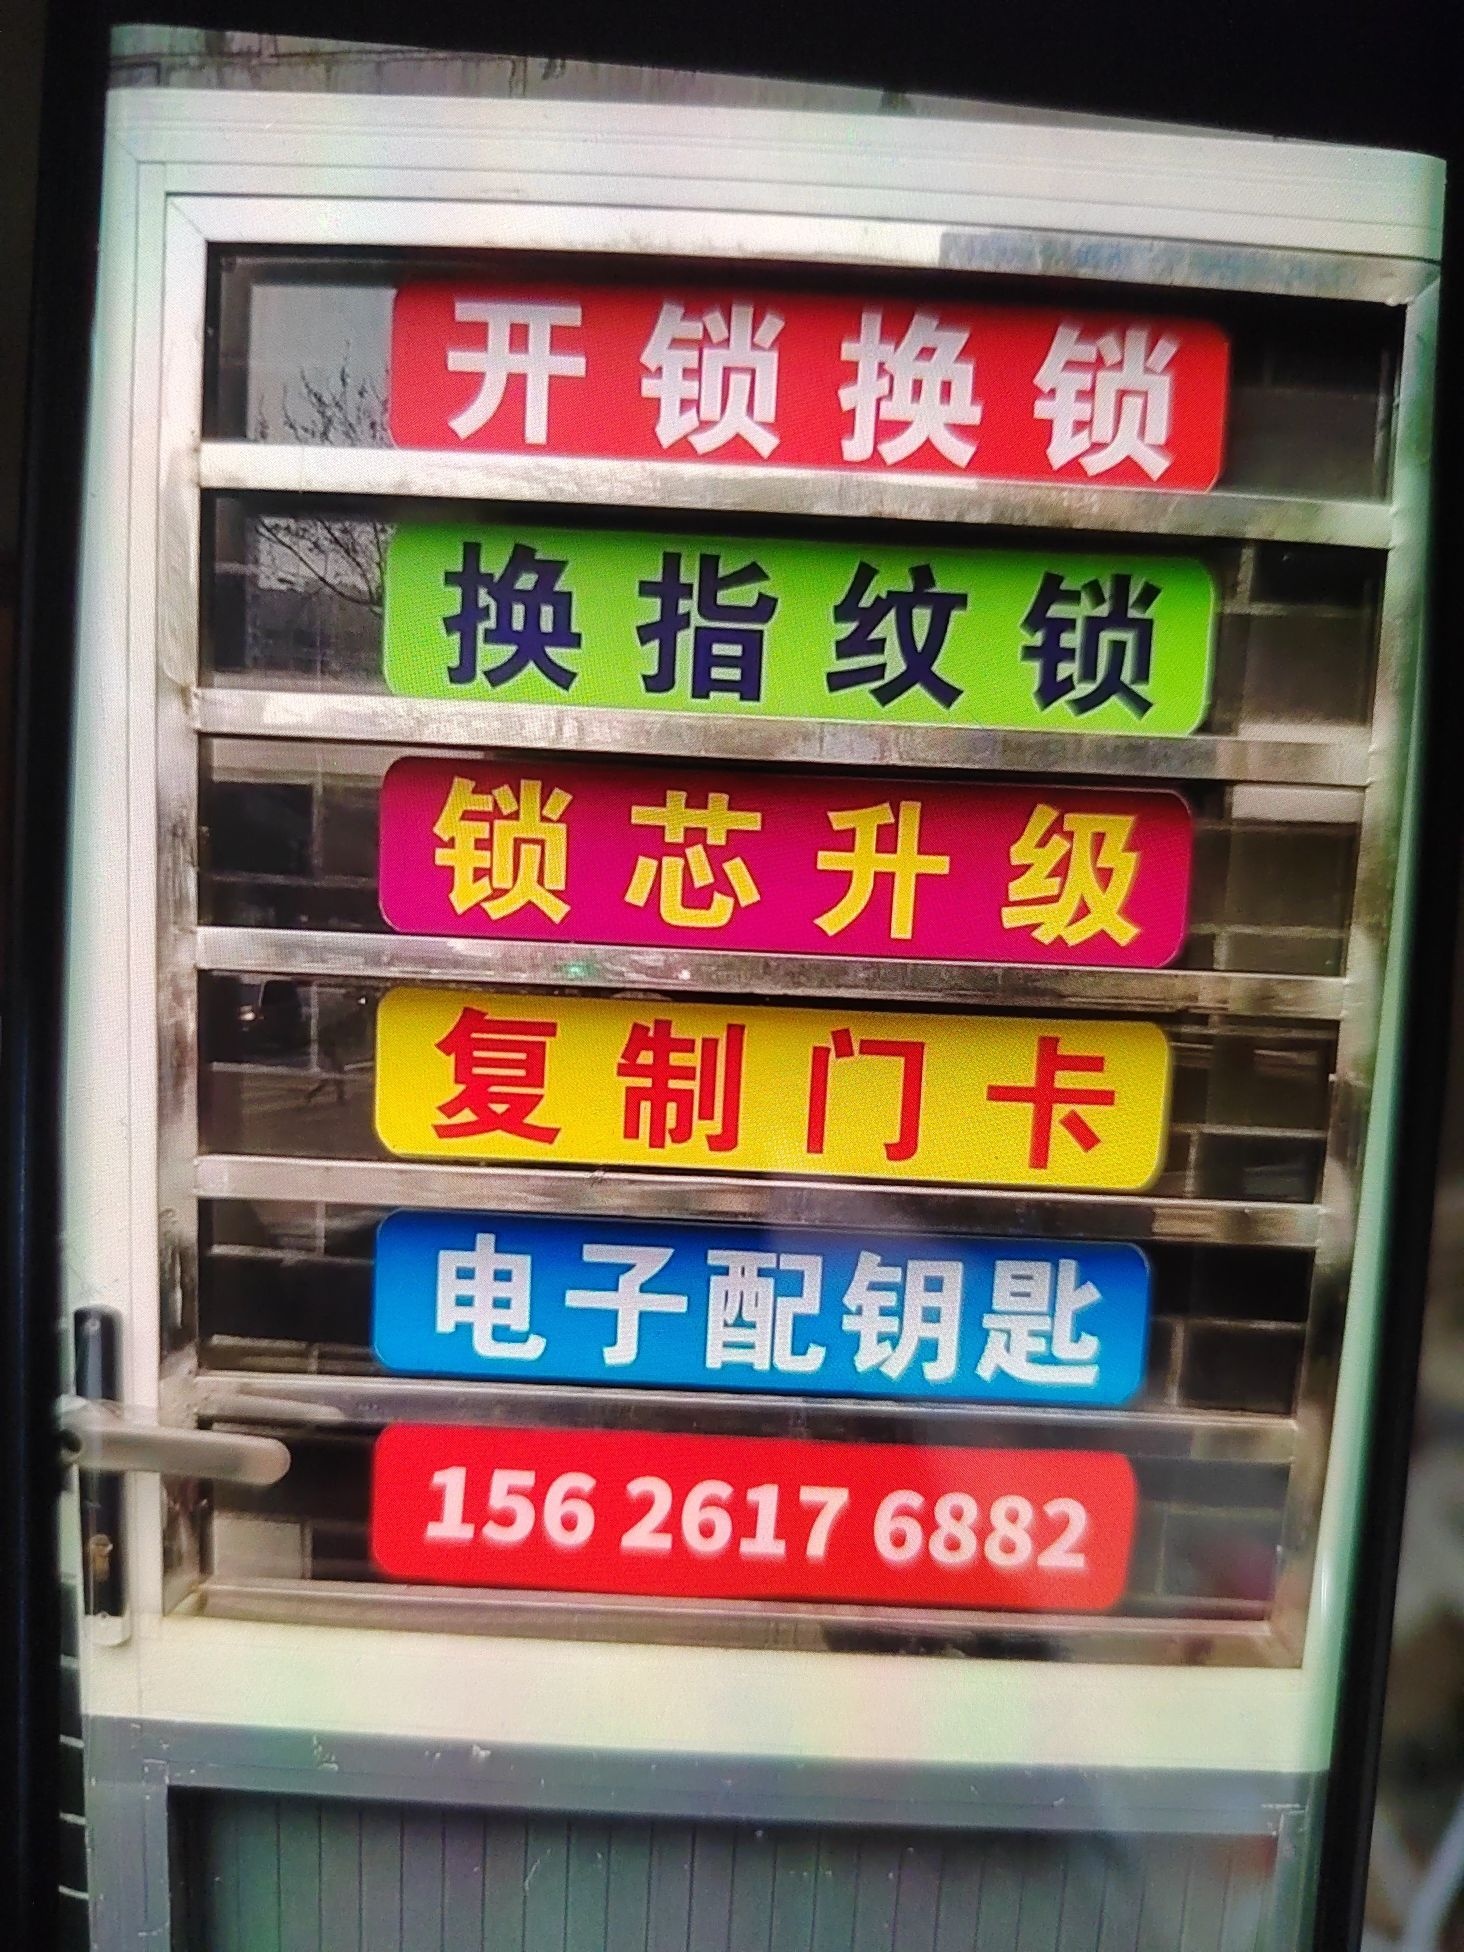 开锁换锁
换指纹锁
锁芯升级
复制门卡
电子配钥匙
156 2617 6882